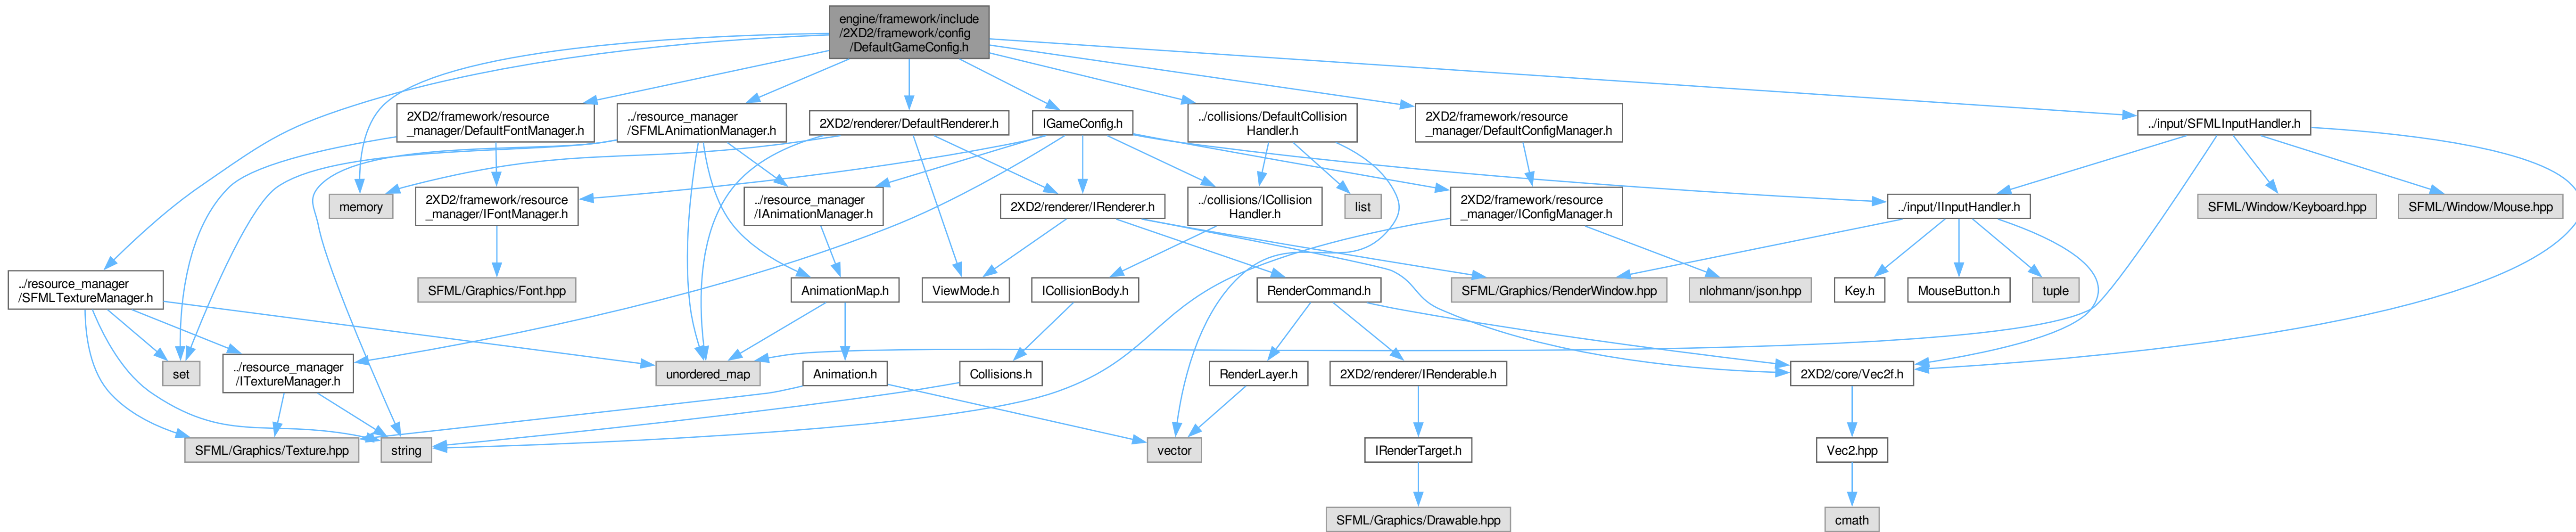 engine/framework/include
/2XD2/framework/config
/DefaultGameConfig.h
2XD2/framework/resource
_manager/DefaultFontManager.h
../resource_manager
/SFMLAnimationManager.h
2XD2/renderer/DefaultRenderer.h
IGameConfig.h
../collisions/DefaultCollision
Handler.h
2XD2/framework/resource
_manager/DefaultConfigManager.h
../input/SFMLInputHandler.h
memory
2XD2/framework/resource
_manager/IFontManager.h
../resource_manager
/IAnimationManager.h
2XD2/renderer/IRenderer.h
../collisions/ICollision
Handler.h
list
2XD2/framework/resource
_manager/IConfigManager.h
../input/IInputHandler.h
SFML/Window/Keyboard.hpp
SFML/Window/Mouse.hpp
../resource_manager
/SFMLTextureManager.h
SFML/Graphics/Font.hpp
AnimationMap.h
ViewMode.h
ICollisionBody.h
RenderCommand.h
SFML/Graphics/RenderWindow.hpp
nlohmann/json.hpp
Key.h
MouseButton.h
tuple
set
../resource_manager
/ITextureManager.h
unordered_map
Animation.h
Collisions.h
RenderLayer.h
2XD2/renderer/IRenderable.h
2XD2/core/Vec2f.h
SFML/Graphics/Texture.hpp
string
vector
IRenderTarget.h
Vec2.hpp
SFML/Graphics/Drawable.hpp
cmath